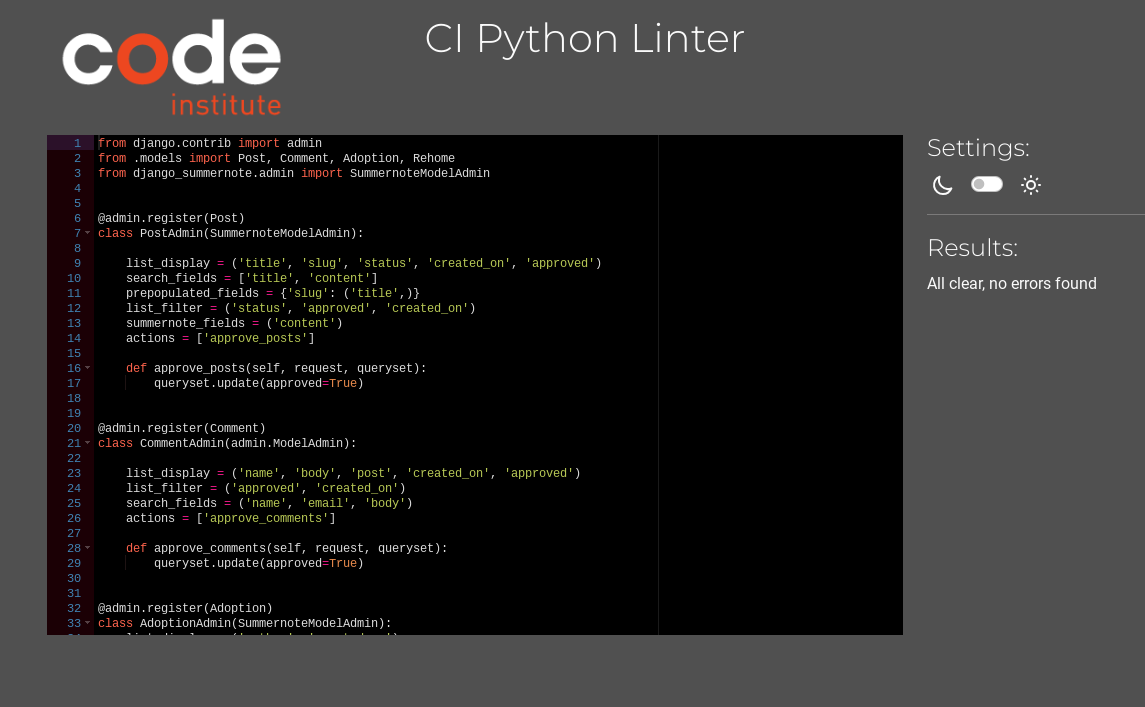 code
institute
CI Python Linter
1 from django.contrib import admin
2 from .models import Post, Comment, Adoption, Rehome
3 from django_summernote.admin import SummernoteModelAdmin
4
5
6 @admin.register(Post)
7 class PostAdmin(SummernoteModelAdmin):
8
9     list_display = ('title', 'slug', 'status', 'created_on', 'approved')
10     search_fields = ['title', 'content']
11     prepopulated_fields = {'slug': ('title',)}
12     list_filter = ('status', 'approved', 'created_on')
13     summernote_fields = ('content')
14     actions = ['approve_posts']
15
16     def approve_posts(self, request, queryset):
17         queryset.update(approved=True)
18
19
20 @admin.register(Comment)
21 class CommentAdmin(admin.ModelAdmin):
22
23     list_display = ('name', 'body', 'post', 'created_on', 'approved')
24     list_filter = ('approved', 'created_on')
25     search_fields = ('name', 'email', 'body')
26     actions = ['approve_comments']
27
28     def approve_comments(self, request, queryset):
29         queryset.update(approved=True)
30
31
32 @admin.register(Adoption)
33 class AdoptionAdmin(SummernoteModelAdmin):
Settings:
Results:
All clear, no errors found